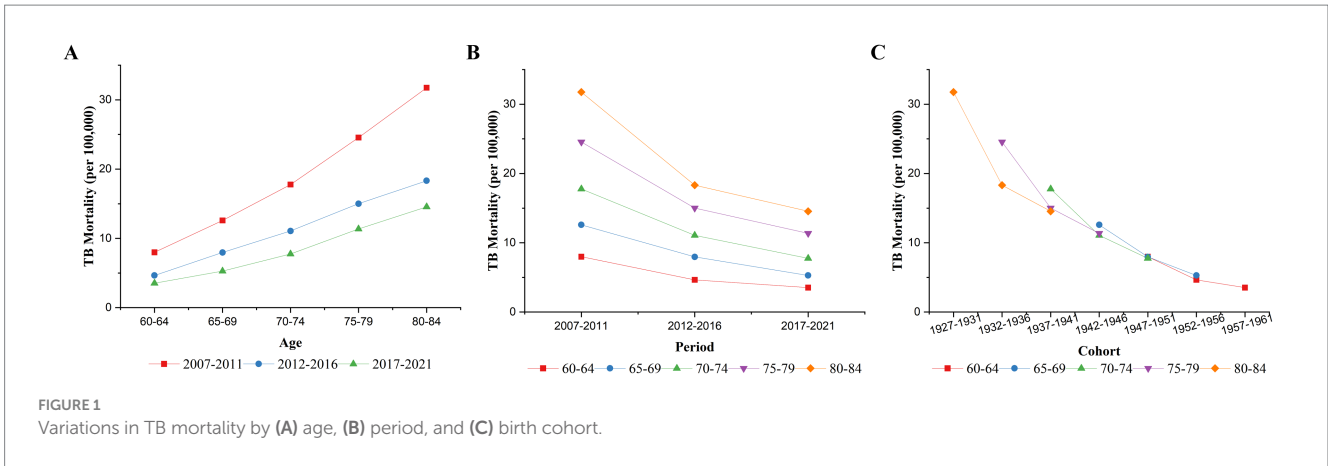 A
TB Mortality (per 100,000)
30
20
10
0
60-64 65-69 70-74 75-79 80-84
Age
2007-2011 2012-2016 2017-2021
B
TB Mortality (per 100,000)
30
20
10
0
2007-2011 2012-2016 2017-2021
Period
60-64 65-69 70-74 75-79 80-84
C
TB Mortality (per 100,000)
30
20
10
0
1927-1931 1932-1936 1937-1941 1942-1946 1947-1951 1952-1956 1957-1961
Cohort
60-64 65-69 70-74 75-79 80-84
FIGURE 1
Variations in TB mortality by (A) age, (B) period, and (C) birth cohort.